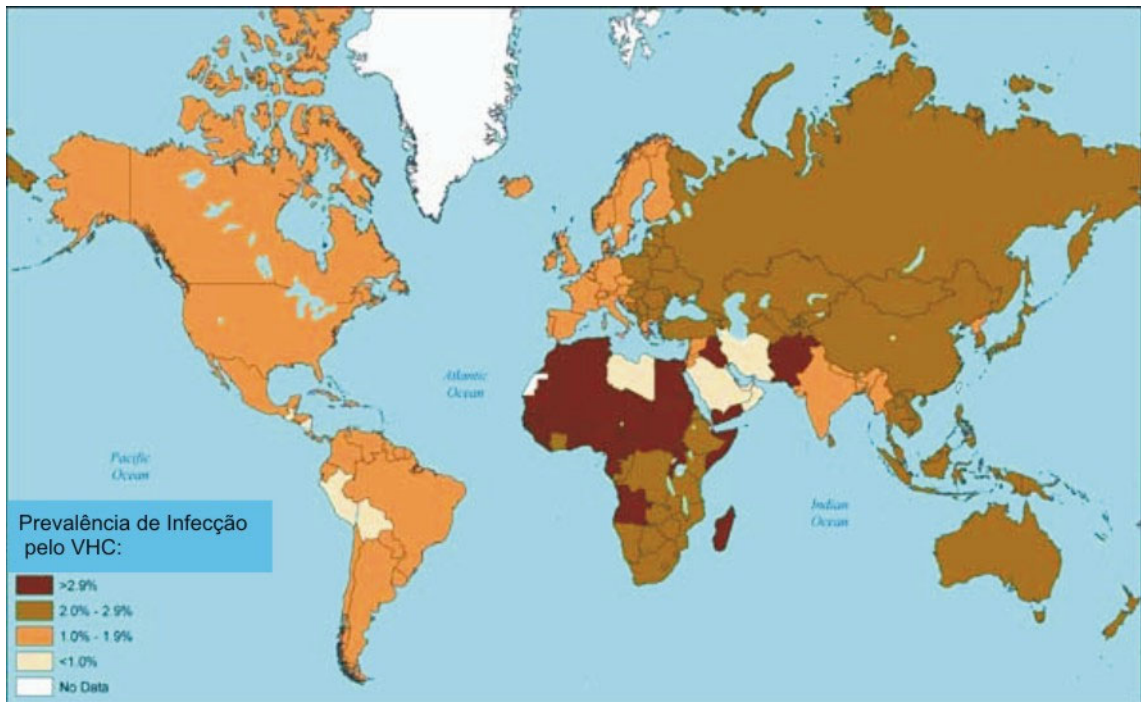 Atlantic
Ocean
Pacific
Ocean
Indian
Ocean
Prevalência de Infecção
pelo VHC:
>2.9%
2.0% - 2.9%
1.0% - 1.9%
<1.0%
No Data